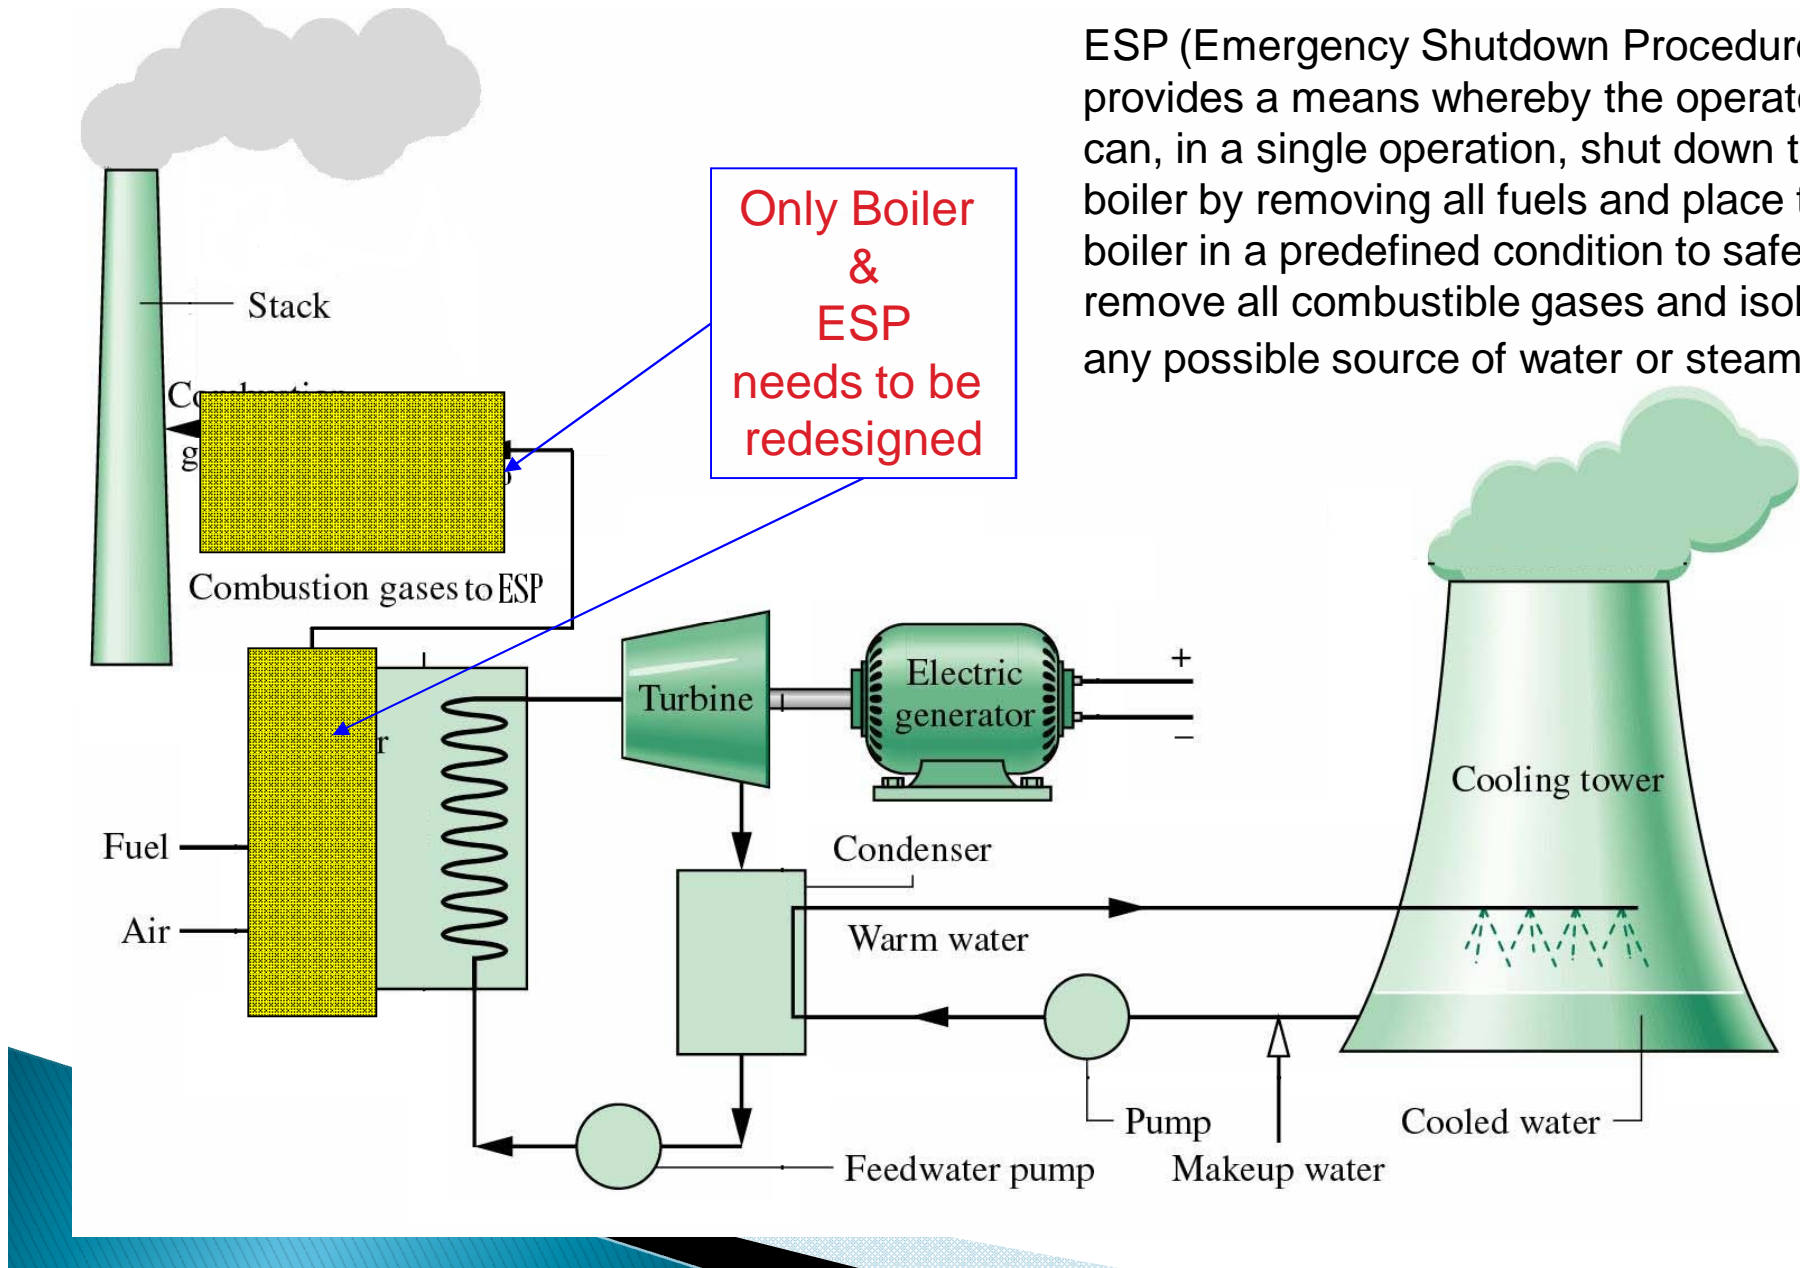 ESP (Emergency Shutdown Procedure
provides a means whereby the operat
can, in a single operation, shut down t
boiler by removing all fuels and place t
boiler in a predefined condition to safe
remove all combustible gases and isol
any possible source of water or steam
Only Boiler
&
ESP
needs to be
redesigned
Stack
Combustion
g
Combustion gases to ESP
r
Fuel
Air
Turbine
Electric
generator
+
−
Cooling tower
Condenser
Warm water
Pump
Makeup water
Cooled water
Feedwater pump